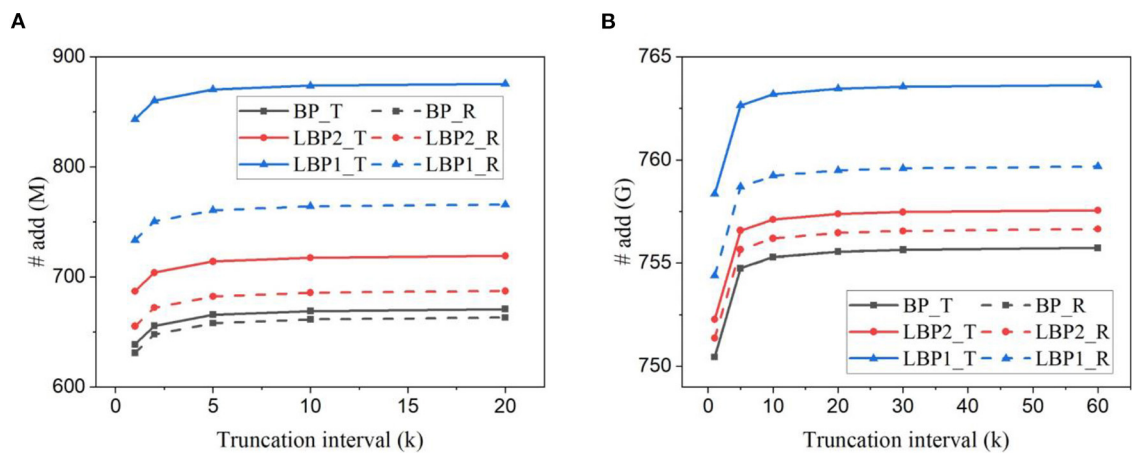 A
900
800
700
600
# add (M)
BP_T BP_R
LBP2_T LBP2_R
LBP1_T LBP1_R
0 5 10 15 20
Truncation interval (k)
B
765
760
755
750
# add (G)
BP_T BP_R
LBP2_T LBP2_R
LBP1_T LBP1_R
0 10 20 30 40 50 60
Truncation interval (k)